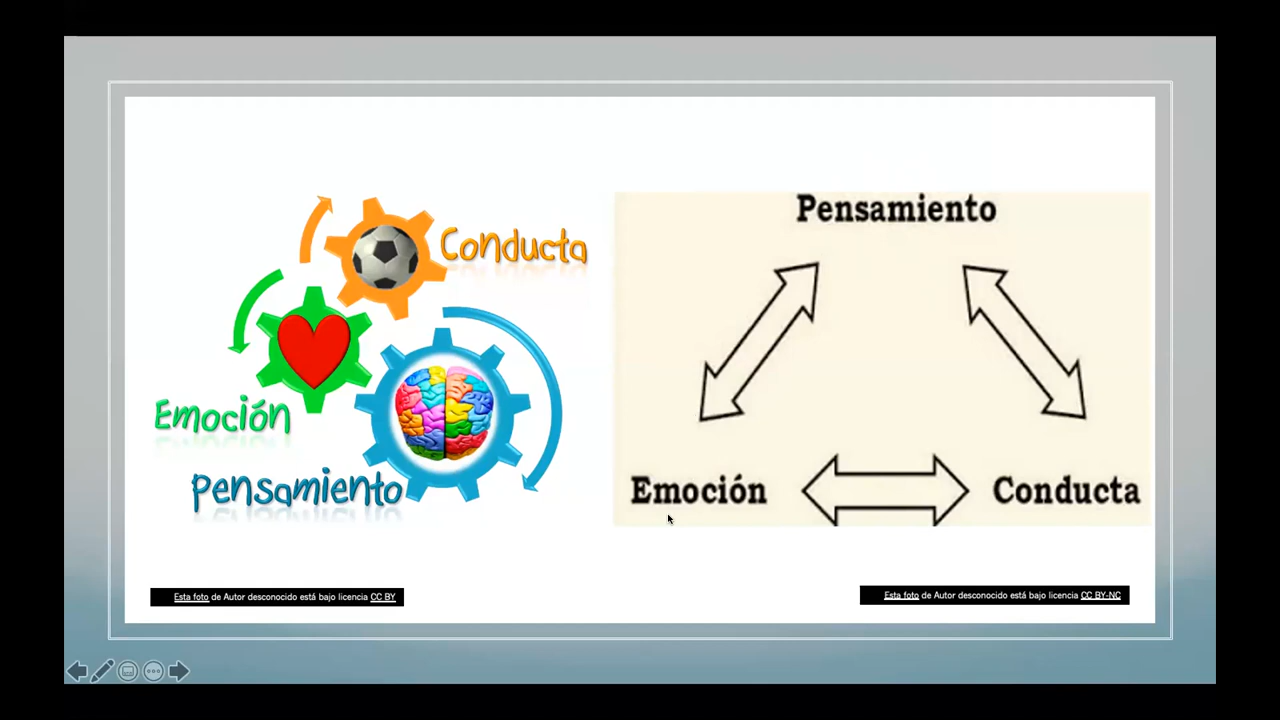 Conducta
Emoción
Pensamiento
Pensamiento
Emoción
Conducta
Esta foto de Autor desconocido está bajo licencia CC BY
Esta foto de Autor desconocido está bajo licencia CC BY-NC